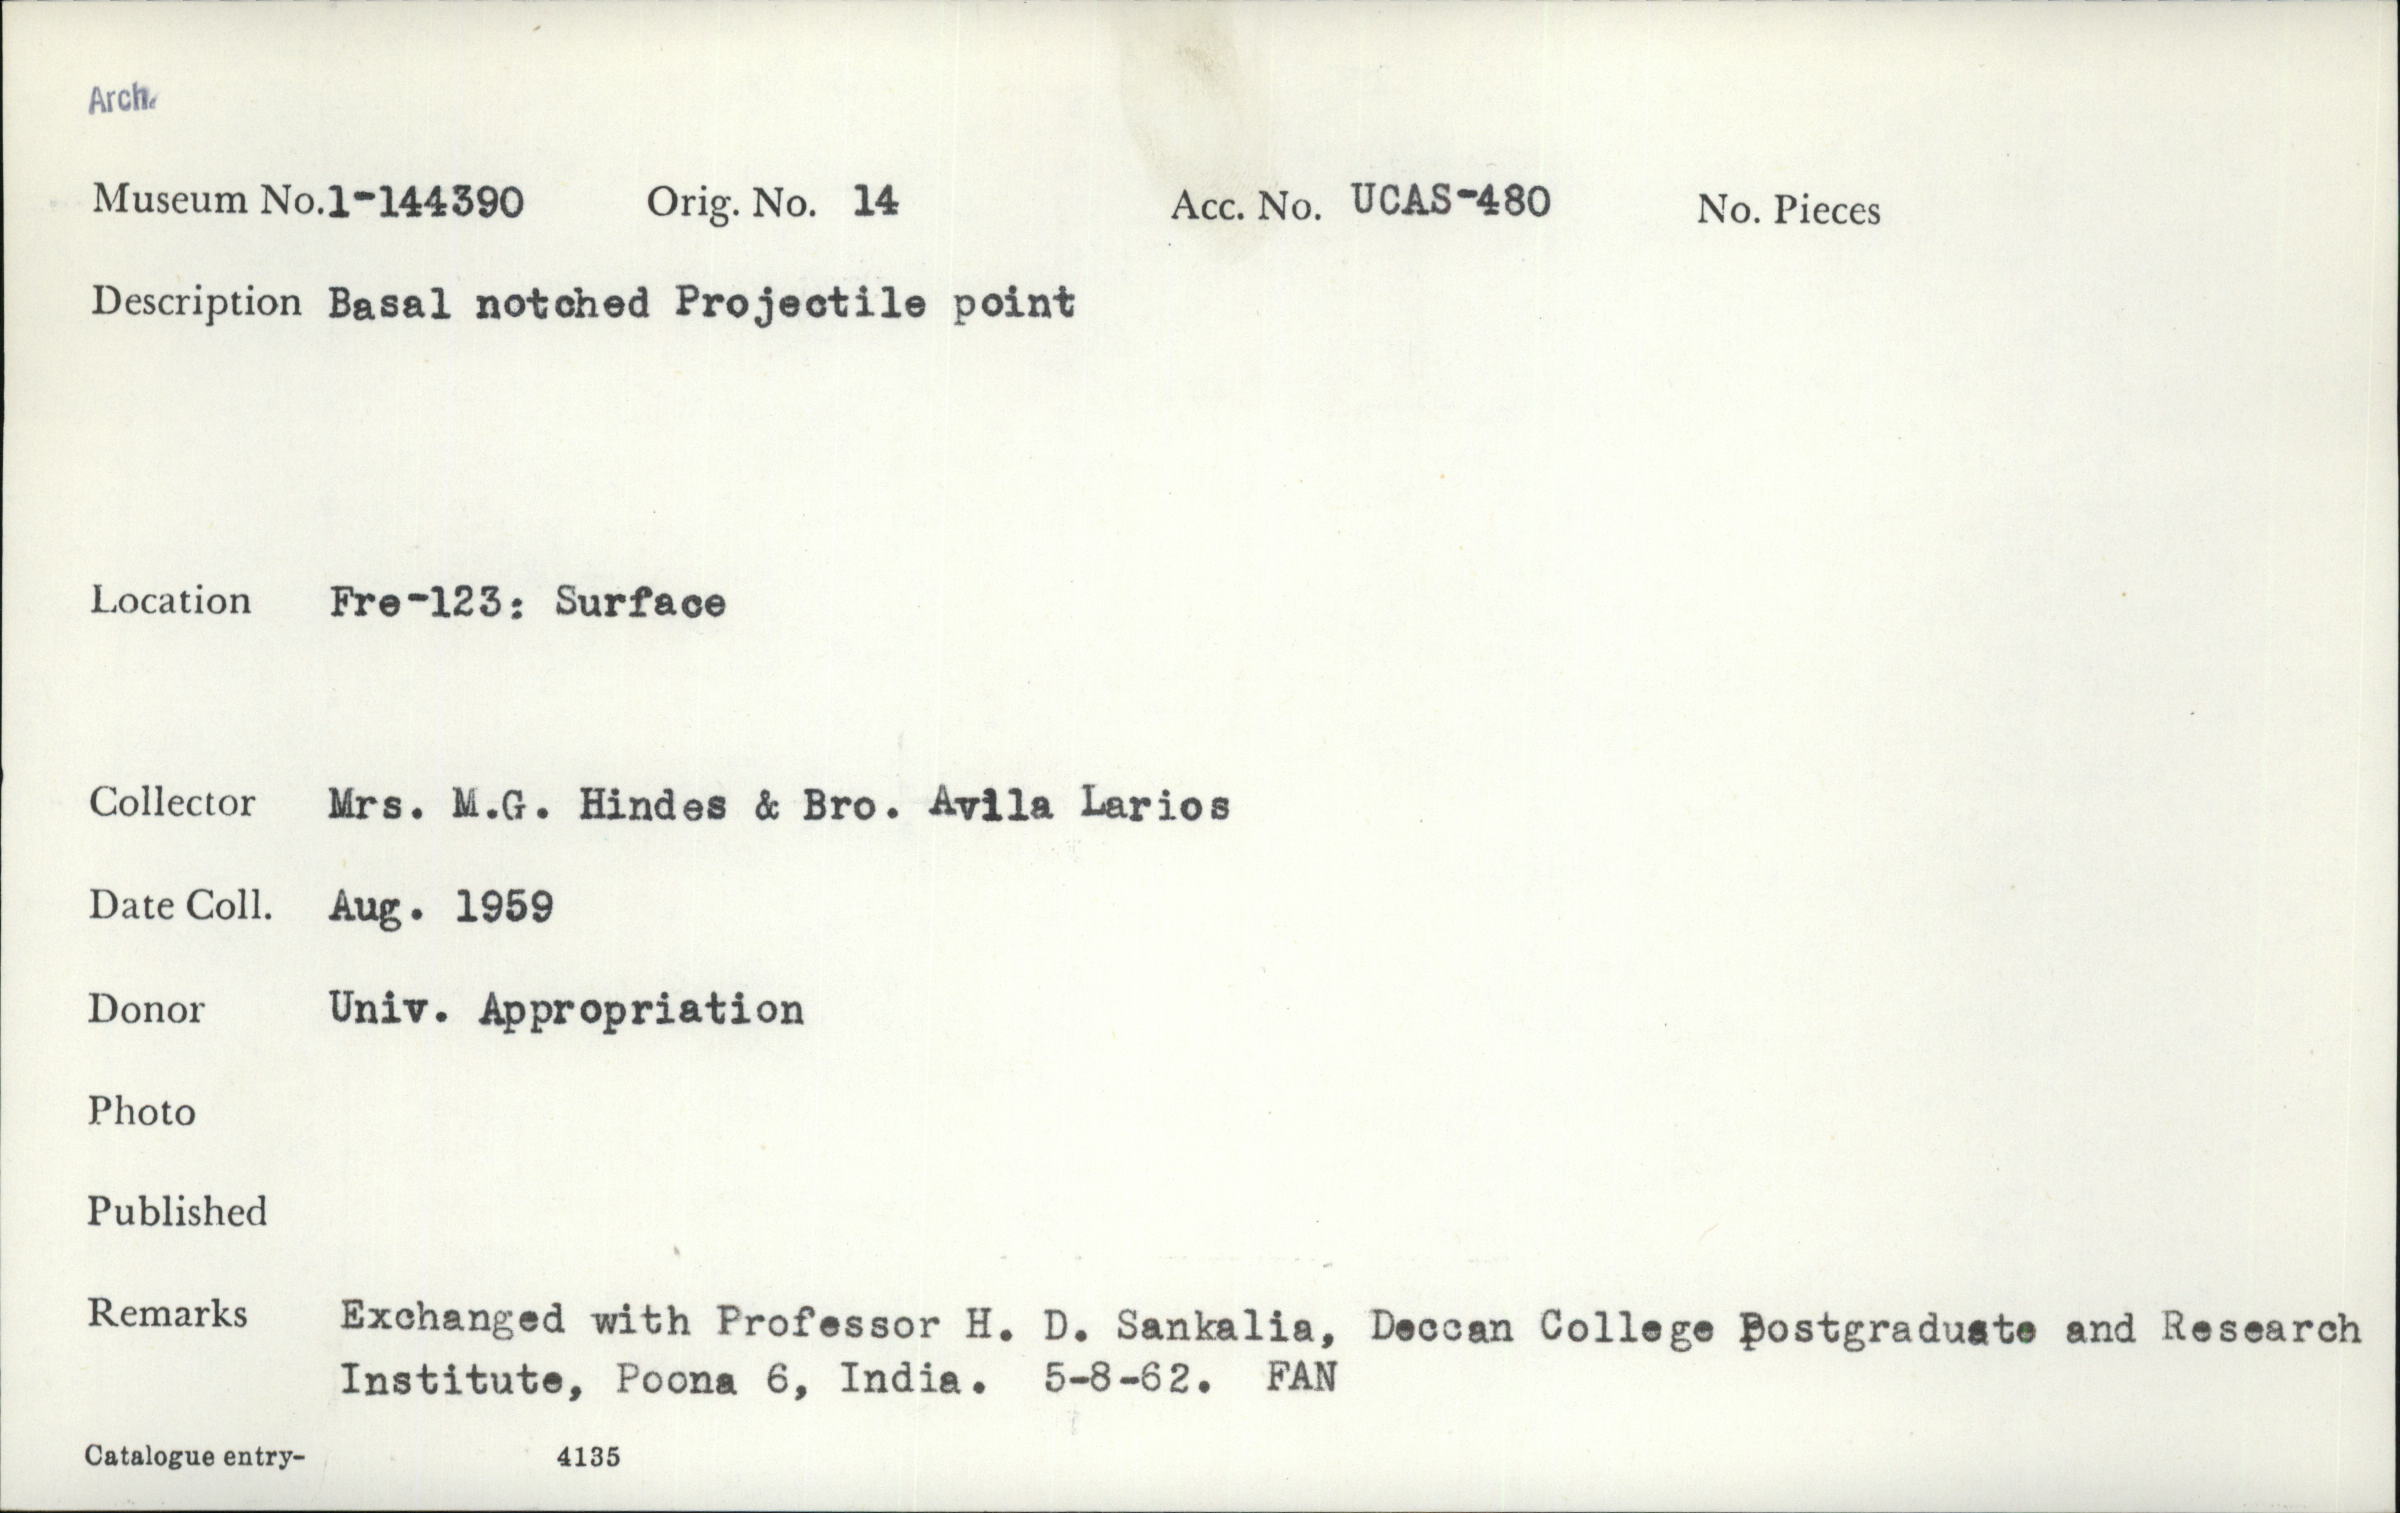 Arch.
Museum No. 1-144390 Orig. No. 14 Acc. No. UCAS-480 No. Pieces
Description Basal notched Projectile point
Location Fre-123: Surface
Collector Mrs. M.G. Hindes & Bro. Avila Larios
Date Coll. Aug. 1959
Donor Univ. Appropriation
Photo
Published
Remarks Exchanged with Professor H. D. Sankalia, Deccan College Postgraduate and Research
Institute, Poona 6, India. 5-8-62. FAN
Catalogue entry- 4135